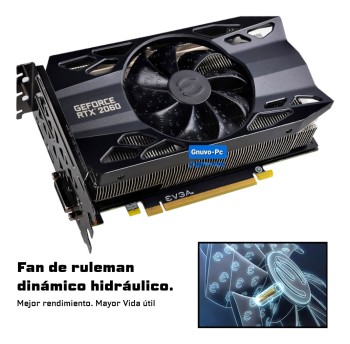 GEFORCE
RTX 2060
Gnuvo-Pc
EVGA
Fan de ruleman
dinámico hidráulico.
Mejor rendimiento. Mayor Vida útil